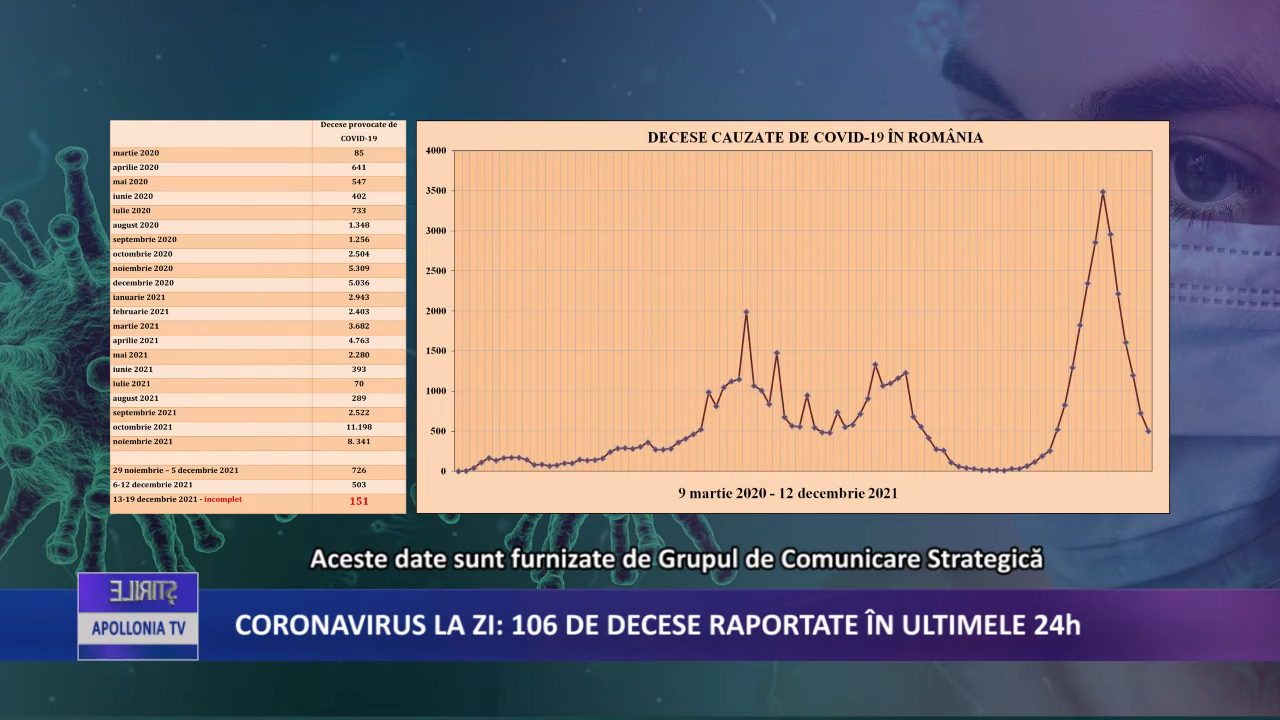 Decese provocate de
COVID-19
martie 2020 85
aprilie 2020 641
mai 2020 547
iunie 2020 402
iulie 2020 733
august 2020 1.348
septembrie 2020 1.256
octombrie 2020 2.504
noiembrie 2020 5.309
decembrie 2020 5.036
ianuarie 2021 2.943
februarie 2021 2.403
martie 2021 3.682
aprilie 2021 4.763
mai 2021 2.280
iunie 2021 393
iulie 2021 70
august 2021 289
septembrie 2021 2.522
octombrie 2021 11.198
noiembrie 2021 8. 341
29 noiembrie – 5 decembrie 2021 726
6-12 decembrie 2021 503
13-19 decembrie 2021 - incomplet 151
DECESE CAUZATE DE COVID-19 ÎN ROMÂNIA
4000
3500
3000
2500
2000
1500
1000
500
0
9 martie 2020 - 12 decembrie 2021
Aceste date sunt furnizate de Grupul de Comunicare Strategică
ȘTIRILE
APOLLONIA TV
CORONAVIRUS LA ZI: 106 DE DECESE RAPORTATE ÎN ULTIMELE 24h